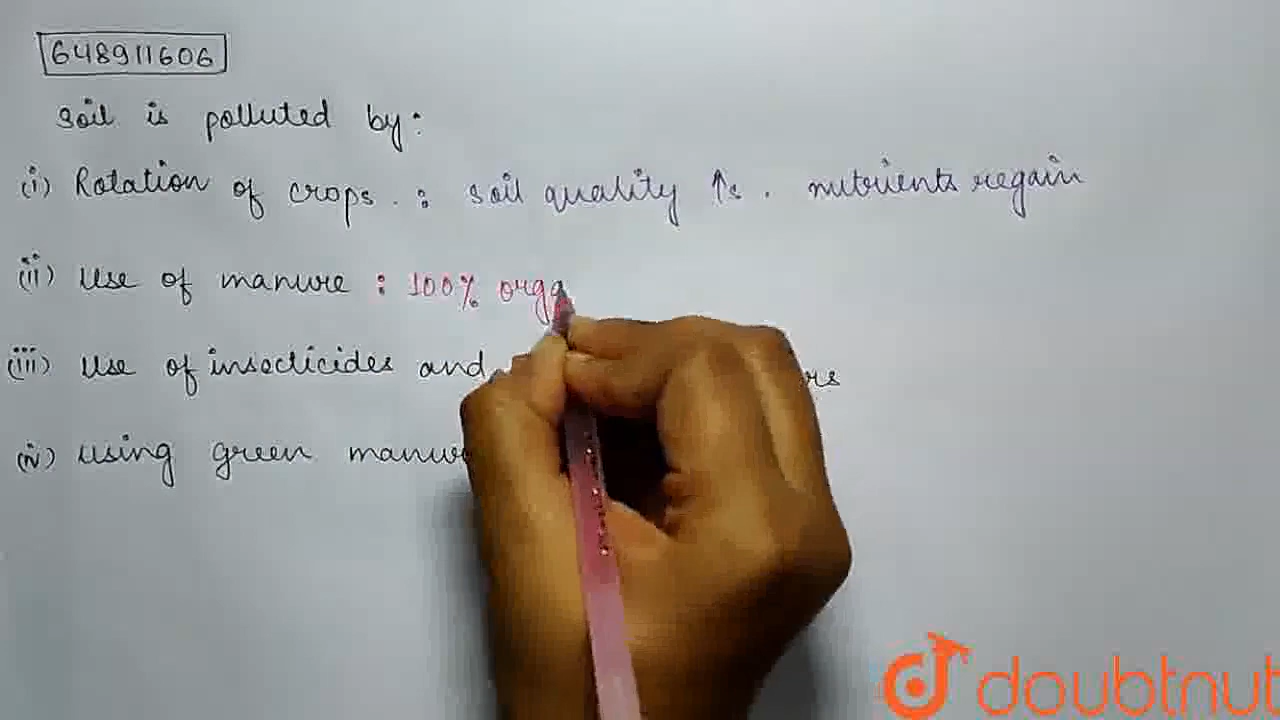 648911606
Soil is polluted by:
(i) Rotation of crops . : soil quality ↑s . nutrients regain
(ii) Use of manure : 100% orga
(iii) Use of insecticides and
(iv) Using green manure
doubtnut